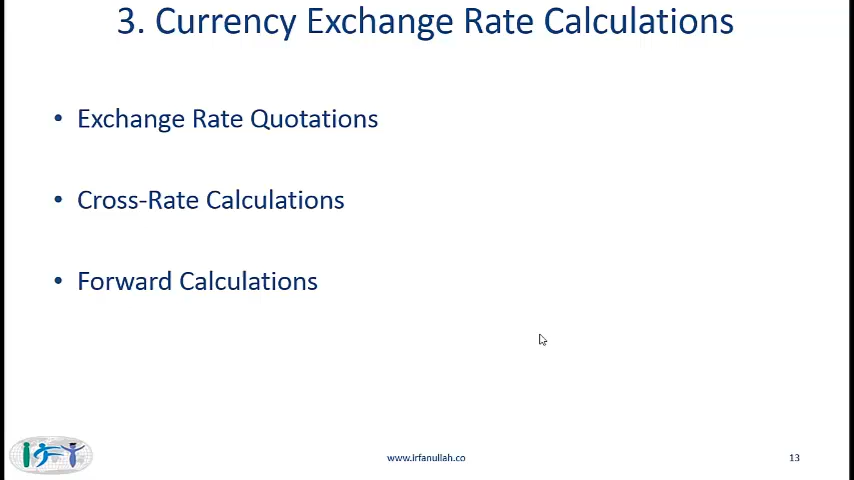 3. Currency Exchange Rate Calculations
• Exchange Rate Quotations
• Cross-Rate Calculations
• Forward Calculations
www.irfanullah.co
13